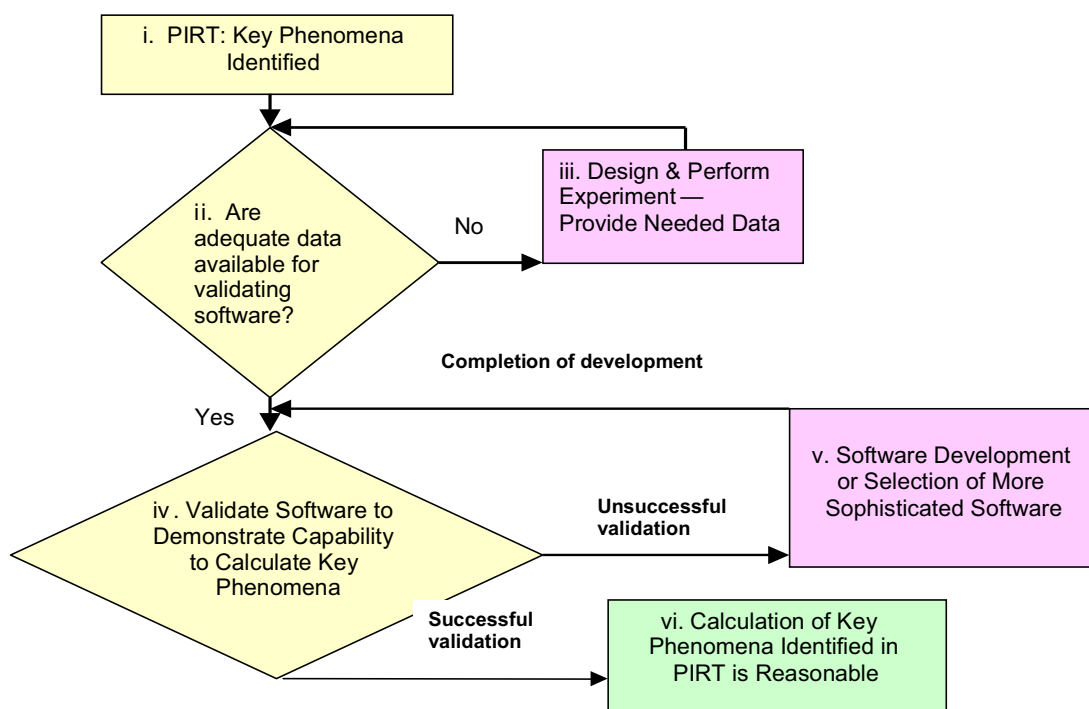 i. PIRT: Key Phenomena
Identified
ii. Are
adequate data
available for
validating
software?
No
iii. Design & Perform
Experiment —
Provide Needed Data
Completion of development
Yes
iv. Validate Software to
Demonstrate Capability
to Calculate Key
Phenomena
Unsuccessful
validation
v. Software Development
or Selection of More
Sophisticated Software
Successful
validation
vi. Calculation of Key
Phenomena Identified in
PIRT is Reasonable